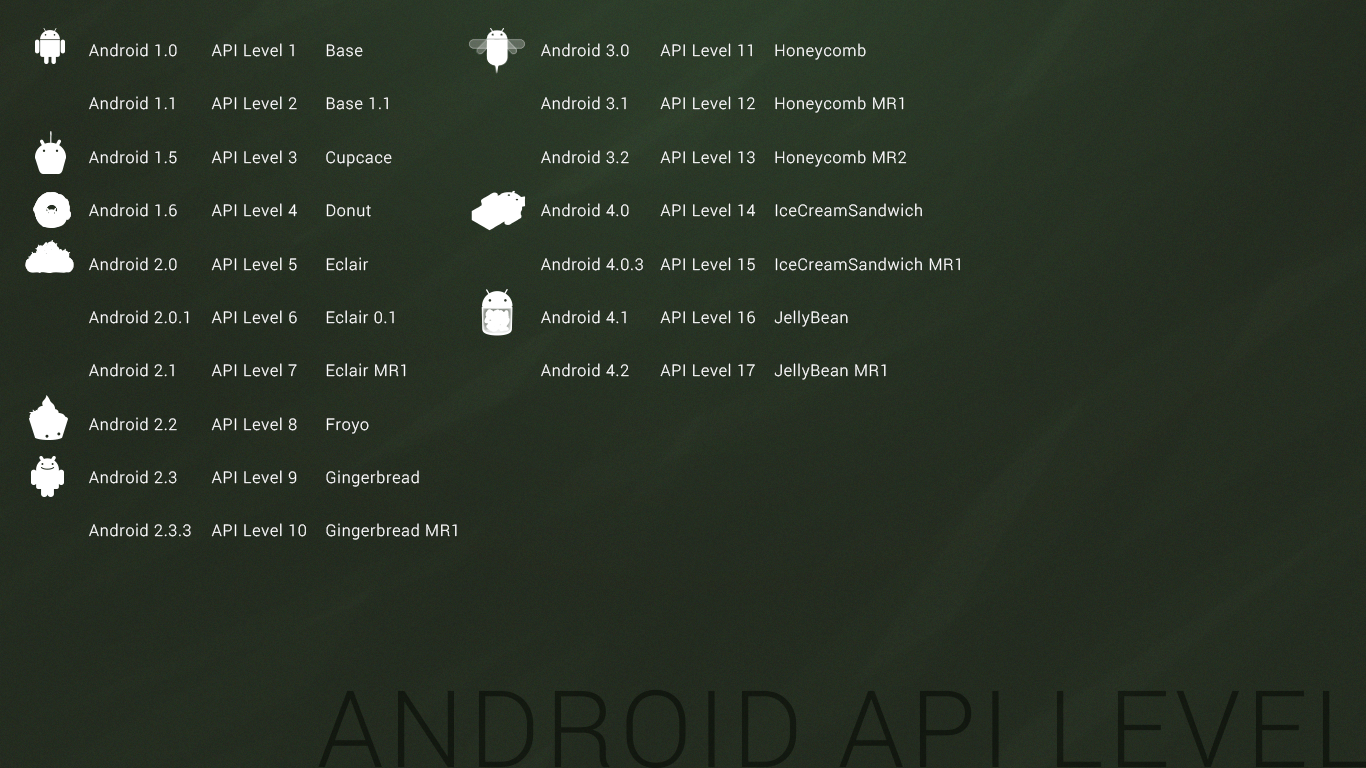 Android 1.0 API Level 1 Base
Android 1.1 API Level 2 Base 1.1
Android 1.5 API Level 3 Cupcace
Android 1.6 API Level 4 Donut
Android 2.0 API Level 5 Eclair
Android 2.0.1 API Level 6 Eclair 0.1
Android 2.1 API Level 7 Eclair MR1
Android 2.2 API Level 8 Froyo
Android 2.3 API Level 9 Gingerbread
Android 2.3.3 API Level 10 Gingerbread MR1
Android 3.0 API Level 11 Honeycomb
Android 3.1 API Level 12 Honeycomb MR1
Android 3.2 API Level 13 Honeycomb MR2
Android 4.0 API Level 14 IceCreamSandwich
Android 4.0.3 API Level 15 IceCreamSandwich MR1
Android 4.1 API Level 16 JellyBean
Android 4.2 API Level 17 JellyBean MR1
ANDROID API LEVEL